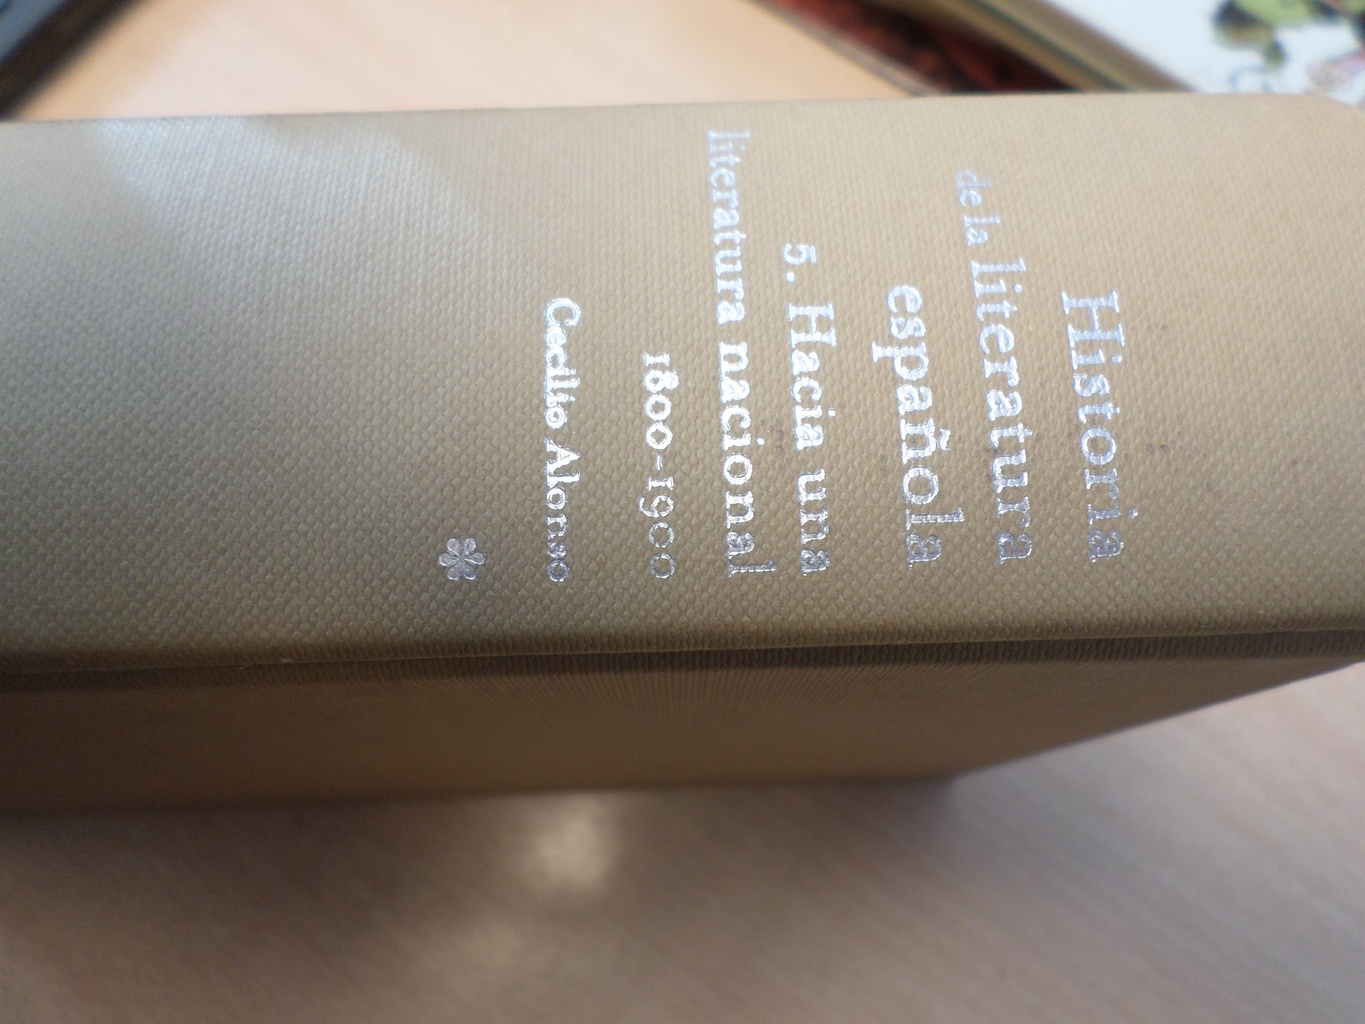 Historia
de la literatura
española
5. Hacia una
literatura nacional
1800-1900
Cecilio Alonso